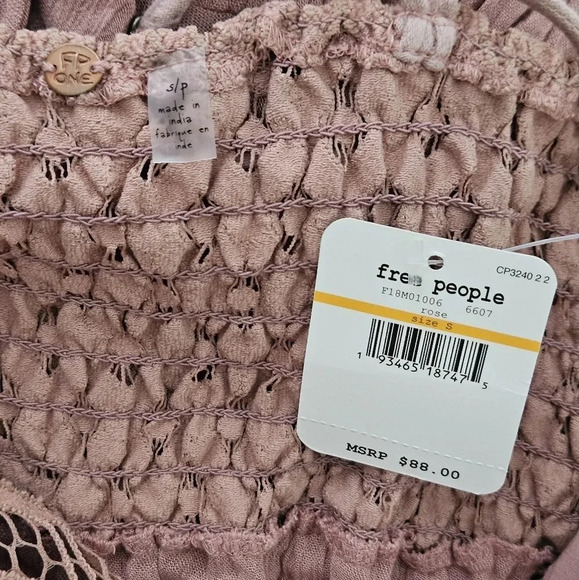 FP
ONE
s/p
made in
india
fabriqué en
inde
CP3240 2 2
free people
F18M01006 6607
rose
size S
1 93465 18747 5
MSRP $88.00